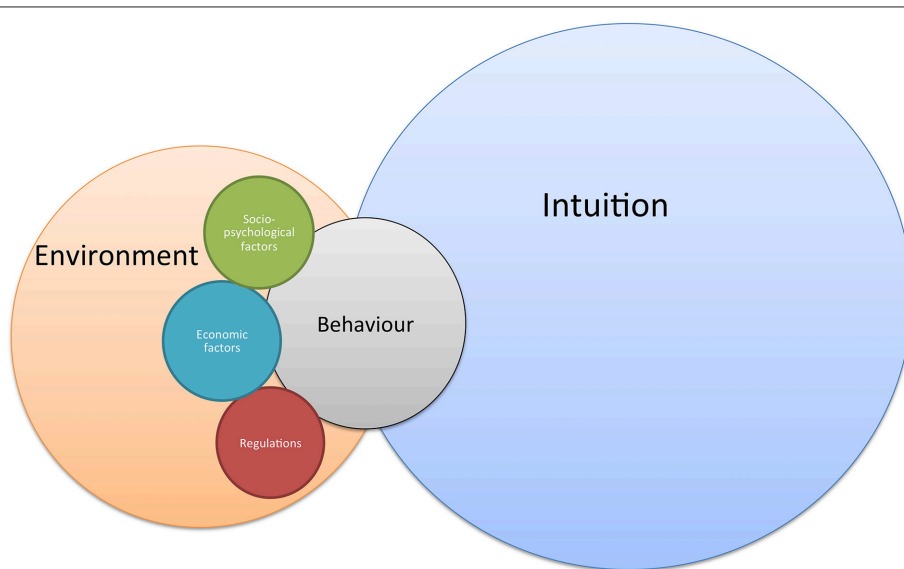 Intuition
Environment
Socio-
psychological
factors
Behaviour
Economic
factors
Regulations